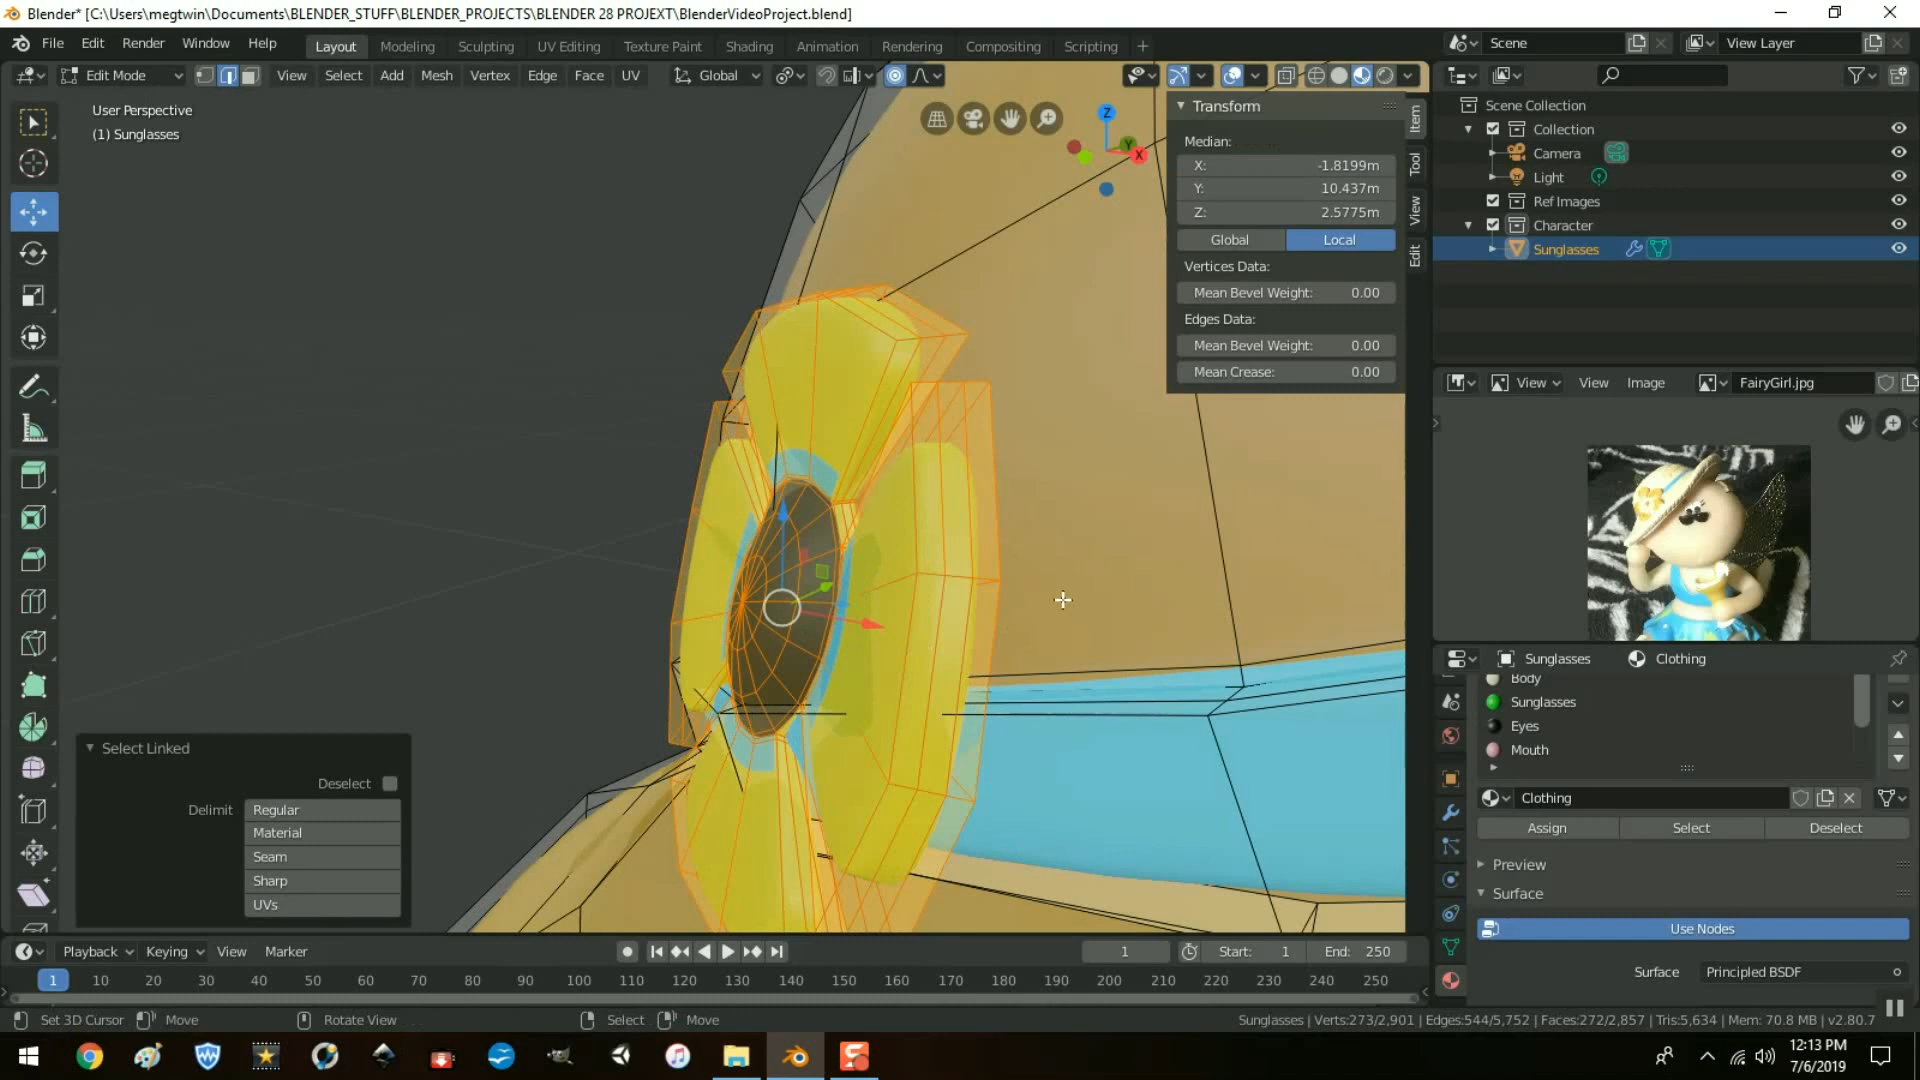 Blender* [C:\Users\megtwin\Documents\BLENDER_STUFF\BLENDER_PROJECTS\BLENDER 28 PROJEXT\BlenderVideoProject.blend]
File Edit Render Window Help Layout Modeling Sculpting UV Editing Texture Paint Shading Animation Rendering Compositing Scripting + Scene View Layer
Edit Mode View Select Add Mesh Vertex Edge Face UV Global
User Perspective
(1) Sunglasses
Z
Y
X
Transform
Median:
X: -1.8199m
Y: 10.437m
Z: 2.5775m
Global Local
Vertices Data:
Mean Bevel Weight: 0.00
Edges Data:
Mean Bevel Weight: 0.00
Mean Crease: 0.00
Item
Tool
View
Edit
Scene Collection
Collection
Camera
Light
Ref Images
Character
Sunglasses
View View Image FairyGirl.jpg
Sunglasses Clothing
Body
Sunglasses
Eyes
Mouth
Clothing
Assign Select Deselect
Preview
Surface
Use Nodes
Surface Principled BSDF
Select Linked
Deselect
Delimit Regular
Material
Seam
Sharp
UVs
Playback Keying View Marker 1 Start: 1 End: 250
1 10 20 30 40 50 60 70 80 90 100 110 120 130 140 150 160 170 180 190 200 210 220 230 240 250
Set 3D Cursor Move Rotate View Select Move Sunglasses | Verts:273/2,901 | Edges:544/5,752 | Faces:272/2,857 | Tris:5,634 | Mem: 70.8 MB | v2.80.7
12:13 PM
7/6/2019